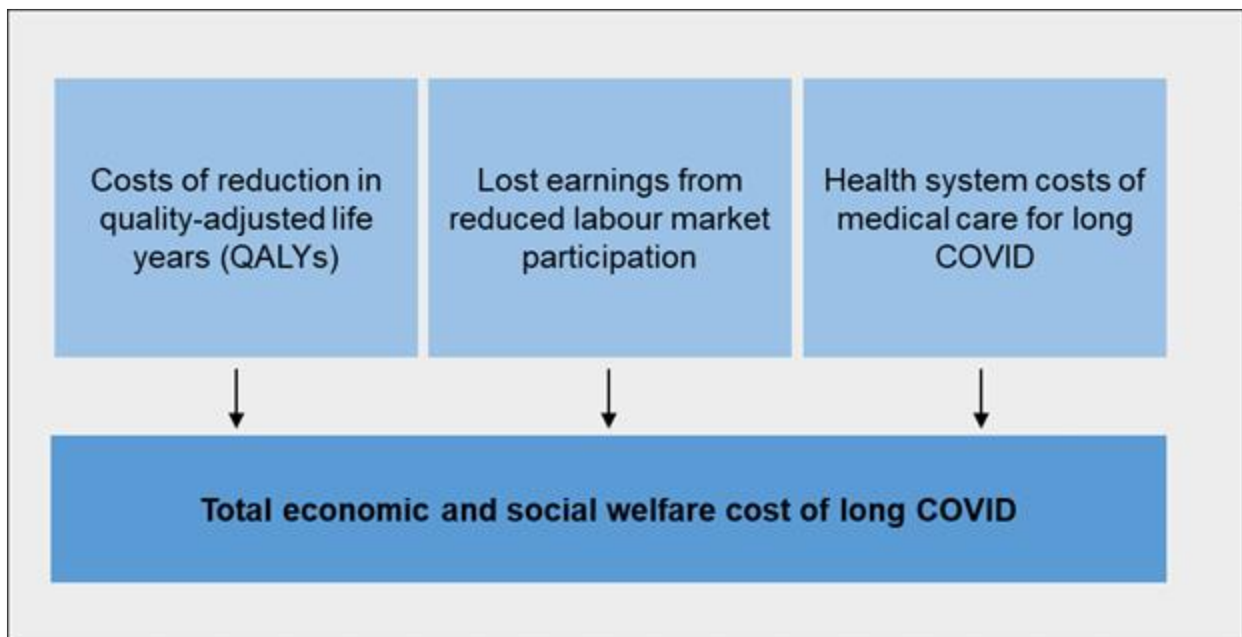 Costs of reduction in
quality-adjusted life
years (QALYs)
Lost earnings from
reduced labour market
participation
Health system costs of
medical care for long
COVID
Total economic and social welfare cost of long COVID